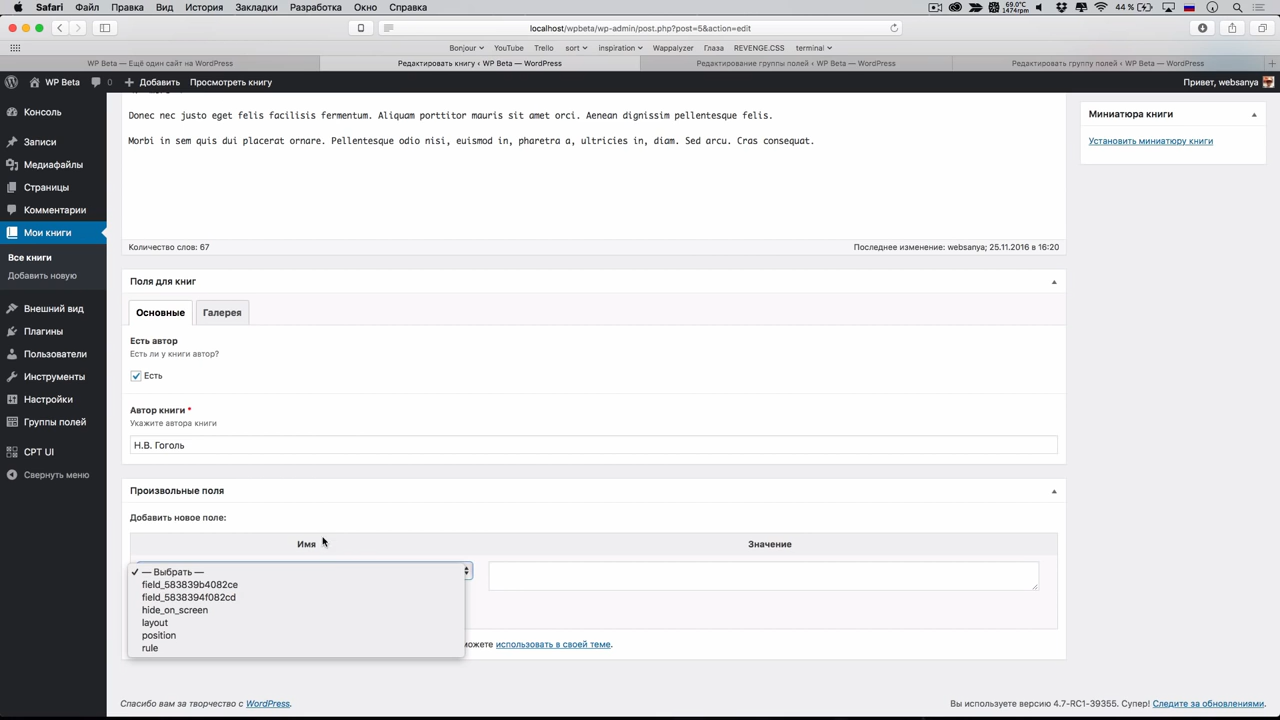 Safari Файл Правка Вид История Закладки Разработка Окно Справка 69.0°C 1474rpm 44 %
localhost/wpbeta/wp-admin/post.php?post=5&action=edit
Bonjour YouTube Trello sort inspiration Wappalyzer Глаза REVENGE.CSS terminal
WP Beta — Ещё один сайт на WordPress Редактировать книгу ‹ WP Beta — WordPress Редактирование группы полей ‹ WP Beta — WordPress Редактировать группу полей ‹ WP Beta — WordPress
WP Beta 0 Добавить Просмотреть книгу Привет, websanya
Консоль
Записи
Медиафайлы
Страницы
Комментарии
Мои книги
Все книги
Добавить новую
Внешний вид
Плагины
Пользователи
Инструменты
Настройки
Группы полей
CPT UI
Свернуть меню
Donec nec justo eget felis facilisis fermentum. Aliquam porttitor mauris sit amet orci. Aenean dignissim pellentesque felis.
Morbi in sem quis dui placerat ornare. Pellentesque odio nisi, euismod in, pharetra a, ultricies in, diam. Sed arcu. Cras consequat.
Количество слов: 67 Последнее изменение: websanya; 25.11.2016 в 16:20
Поля для книг
Основные Галерея
Есть автор
Есть ли у книги автор?
Есть
Автор книги *
Укажите автора книги
Н.В. Гоголь
Произвольные поля
Добавить новое поле:
Имя Значение
— Выбрать —
field_583839b4082ce
field_5838394f082cd
hide_on_screen
layout
position
rule
можете использовать в своей теме.
Миниатюра книги
Установить миниатюру книги
Спасибо вам за творчество с WordPress. Вы используете версию 4.7-RC1-39355. Супер! Следите за обновлениями.